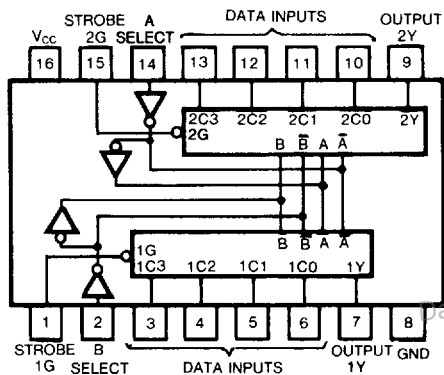 STROBE A DATA INPUTS OUTPUT
VCC 2G SELECT 2Y
16 15 14 13 12 11 10 9
2C3 2C2 2C1 2C0 2Y
2G
B B̅ A A̅
B B̅ A A̅
1G
1C3 1C2 1C1 1C0 1Y
1 2 3 4 5 6 7 8
STROBE B DATA INPUTS OUTPUT GND
1G SELECT 1Y
Da